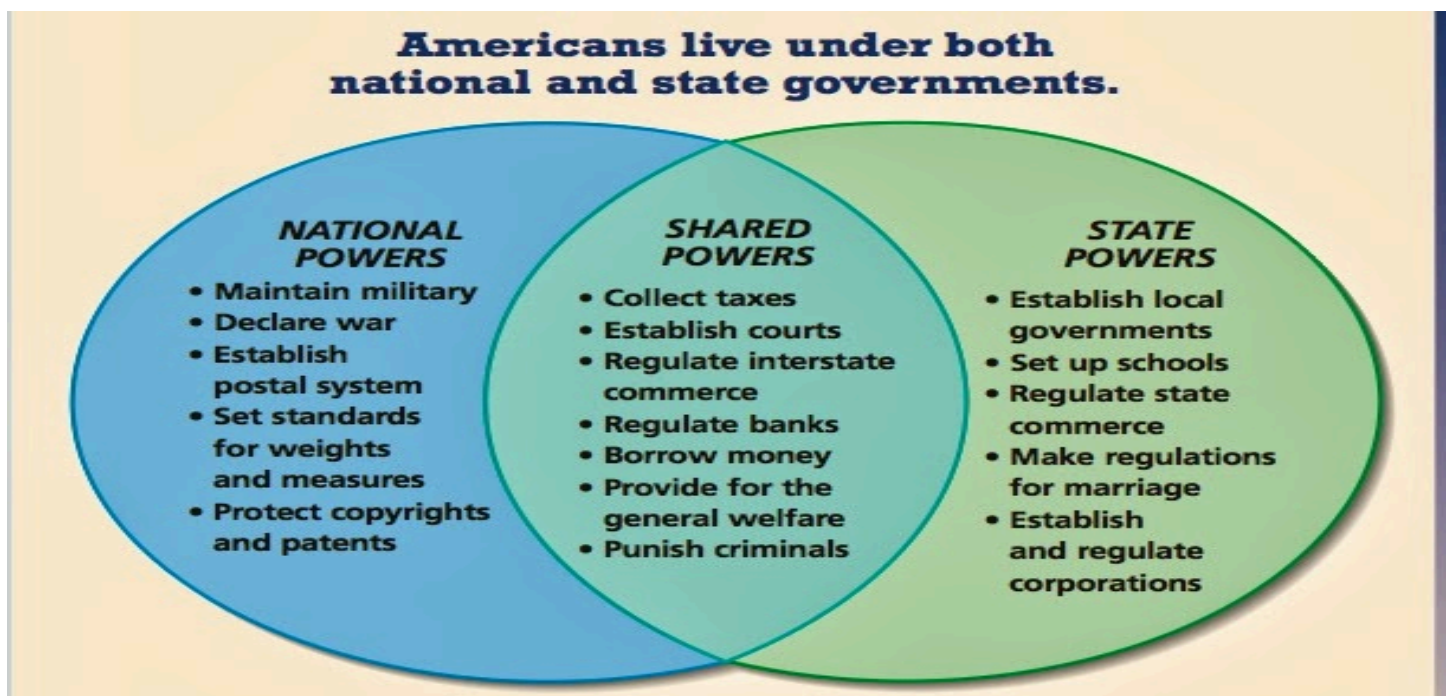 Americans live under both
national and state governments.
NATIONAL
POWERS
• Maintain military
• Declare war
• Establish
postal system
• Set standards
for weights
and measures
• Protect copyrights
and patents
SHARED
POWERS
• Collect taxes
• Establish courts
• Regulate interstate
commerce
• Regulate banks
• Borrow money
• Provide for the
general welfare
• Punish criminals
STATE
POWERS
• Establish local
governments
• Set up schools
• Regulate state
commerce
• Make regulations
for marriage
• Establish
and regulate
corporations